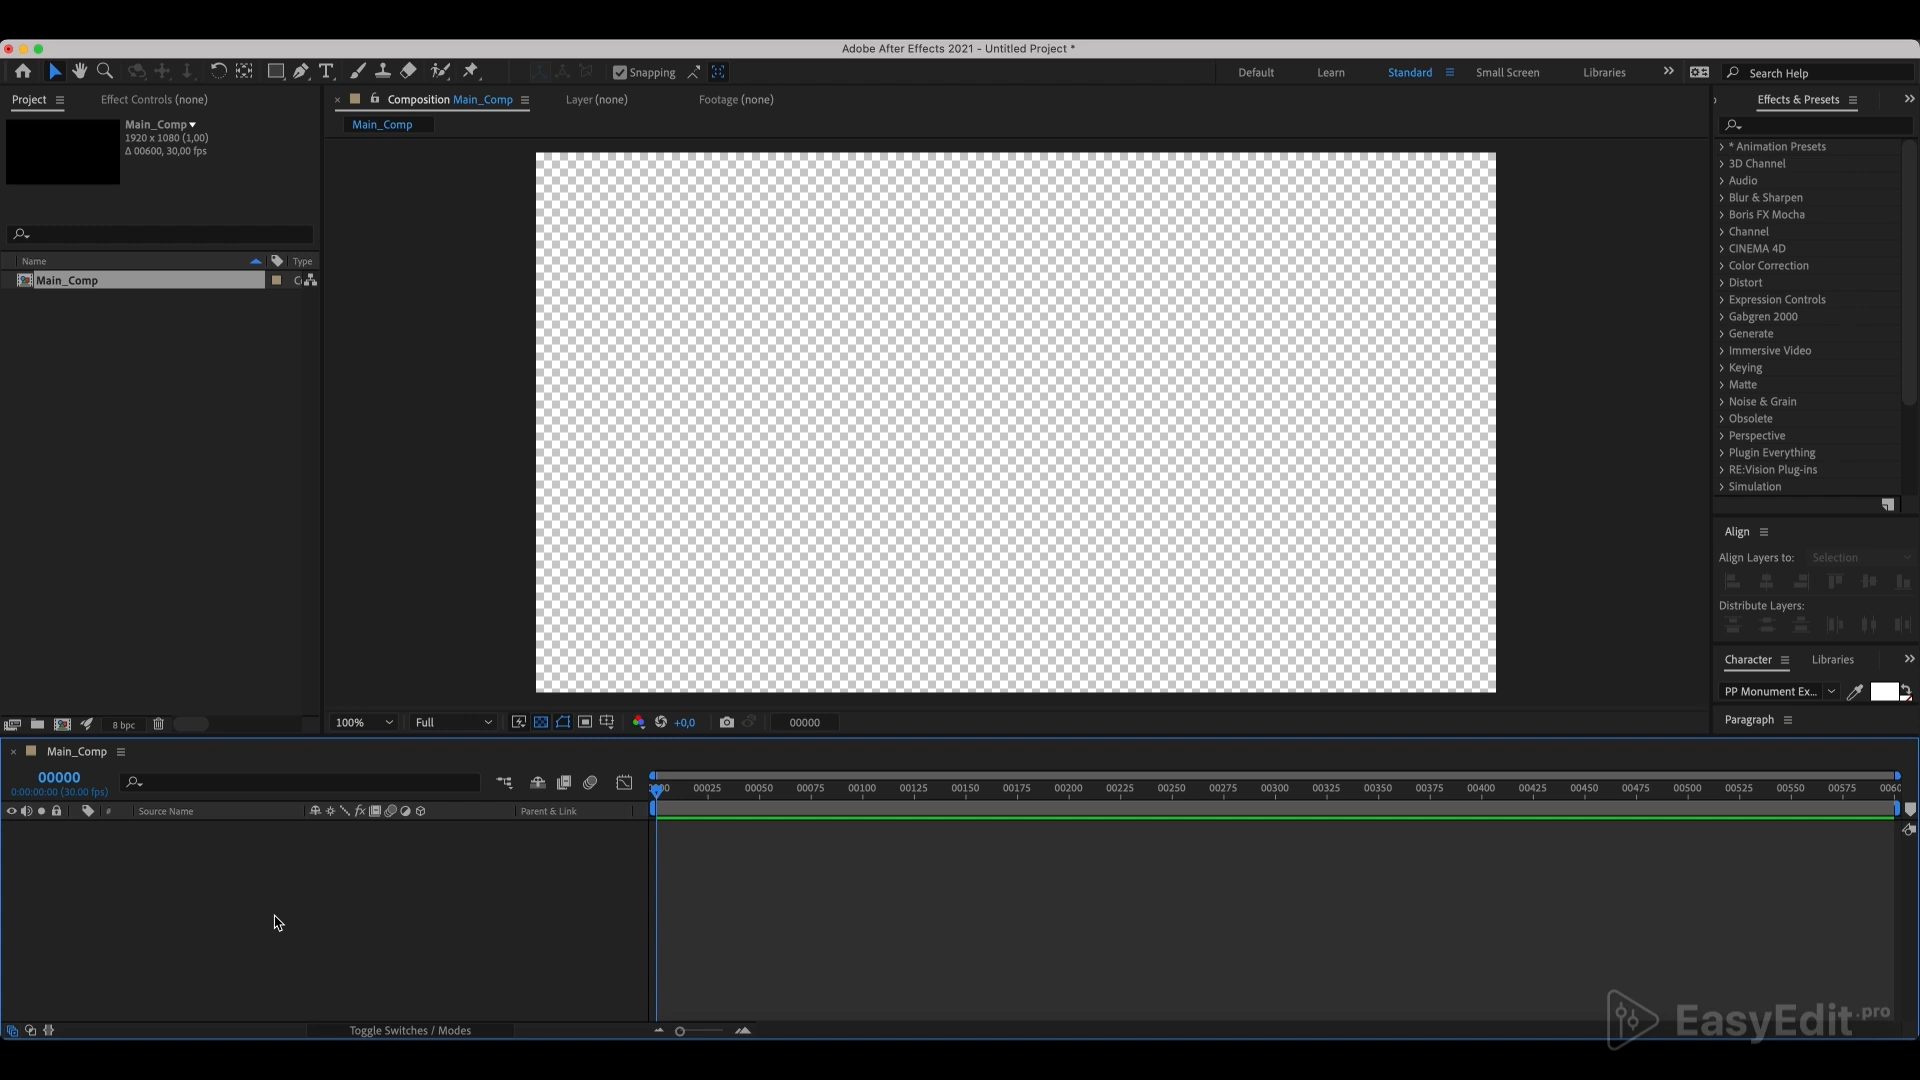 Adobe After Effects 2021 - Untitled Project *
Snapping
Default
Learn
Standard
Small Screen
Libraries
Search Help
Project
Effect Controls (none)
Composition Main_Comp
Layer (none)
Footage (none)
Effects & Presets
Main_Comp
1920 x 1080 (1,00)
Δ 00600, 30,00 fps
Main_Comp
* Animation Presets
3D Channel
Audio
Blur & Sharpen
Boris FX Mocha
Channel
CINEMA 4D
Color Correction
Distort
Expression Controls
Gabgren 2000
Generate
Immersive Video
Keying
Matte
Noise & Grain
Obsolete
Perspective
Plugin Everything
RE:Vision Plug-ins
Simulation
Name
Type
Main_Comp
Align
Align Layers to:
Selection
Distribute Layers:
Character
Libraries
PP Monument Ex...
Paragraph
8 bpc
100%
Full
+0,0
00000
Main_Comp
00000
0:00:00:00 (30.00 fps)
00025 00050 00075 00100 00125 00150 00175 00200 00225 00250 00275 00300 00325 00350 00375 00400 00425 00450 00475 00500 00525 00550 00575
#
Source Name
fx
Parent & Link
Toggle Switches / Modes
EasyEdit.pro